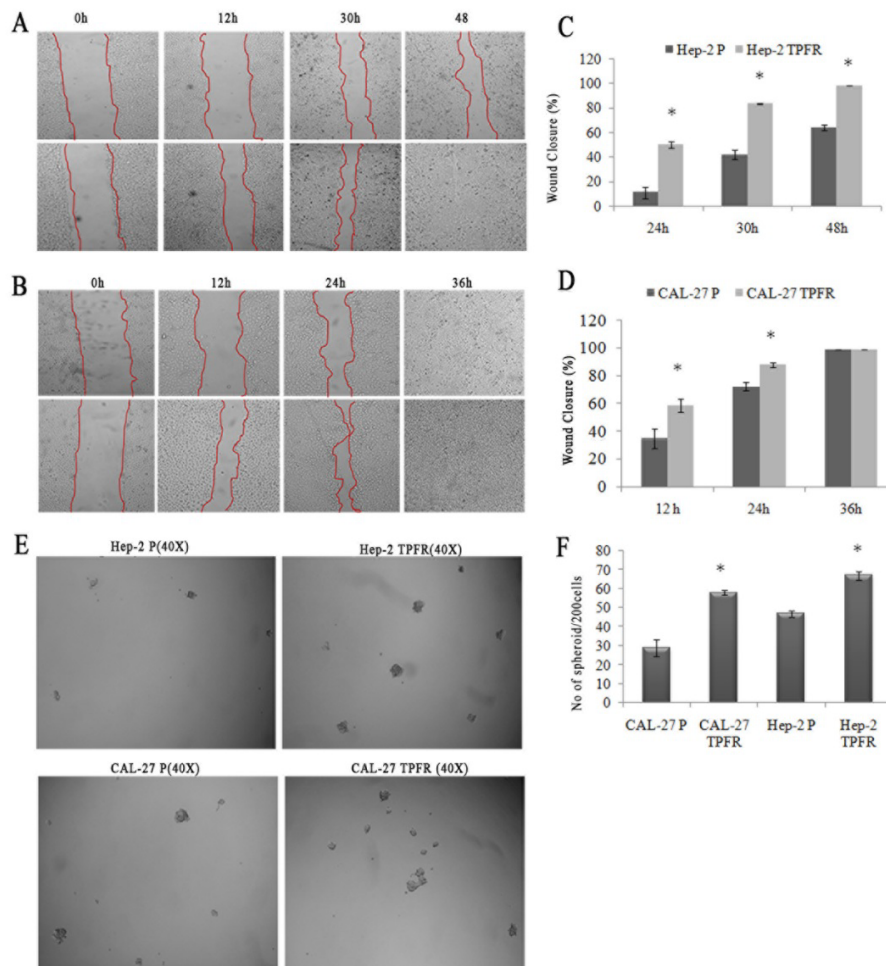 A
0h 12h 30h 48
B
0h 12h 24h 36h
C
Hep-2 P Hep-2 TPFR
Wound Closure (%)
120
100
80
60
40
20
0
* * *
24h 30h 48h
D
CAL-27 P CAL-27 TPFR
Wound Closure (%)
120
100
80
60
40
20
0
* *
12h 24h 36h
E
Hep-2 P(40X) Hep-2 TPFR(40X)
CAL-27 P(40X) CAL-27 TPFR (40X)
F
No of spheroid/200cells
80
70
60
50
40
30
20
10
0
* *
CAL-27 P CAL-27 Hep-2 P Hep-2
TPFR TPFR